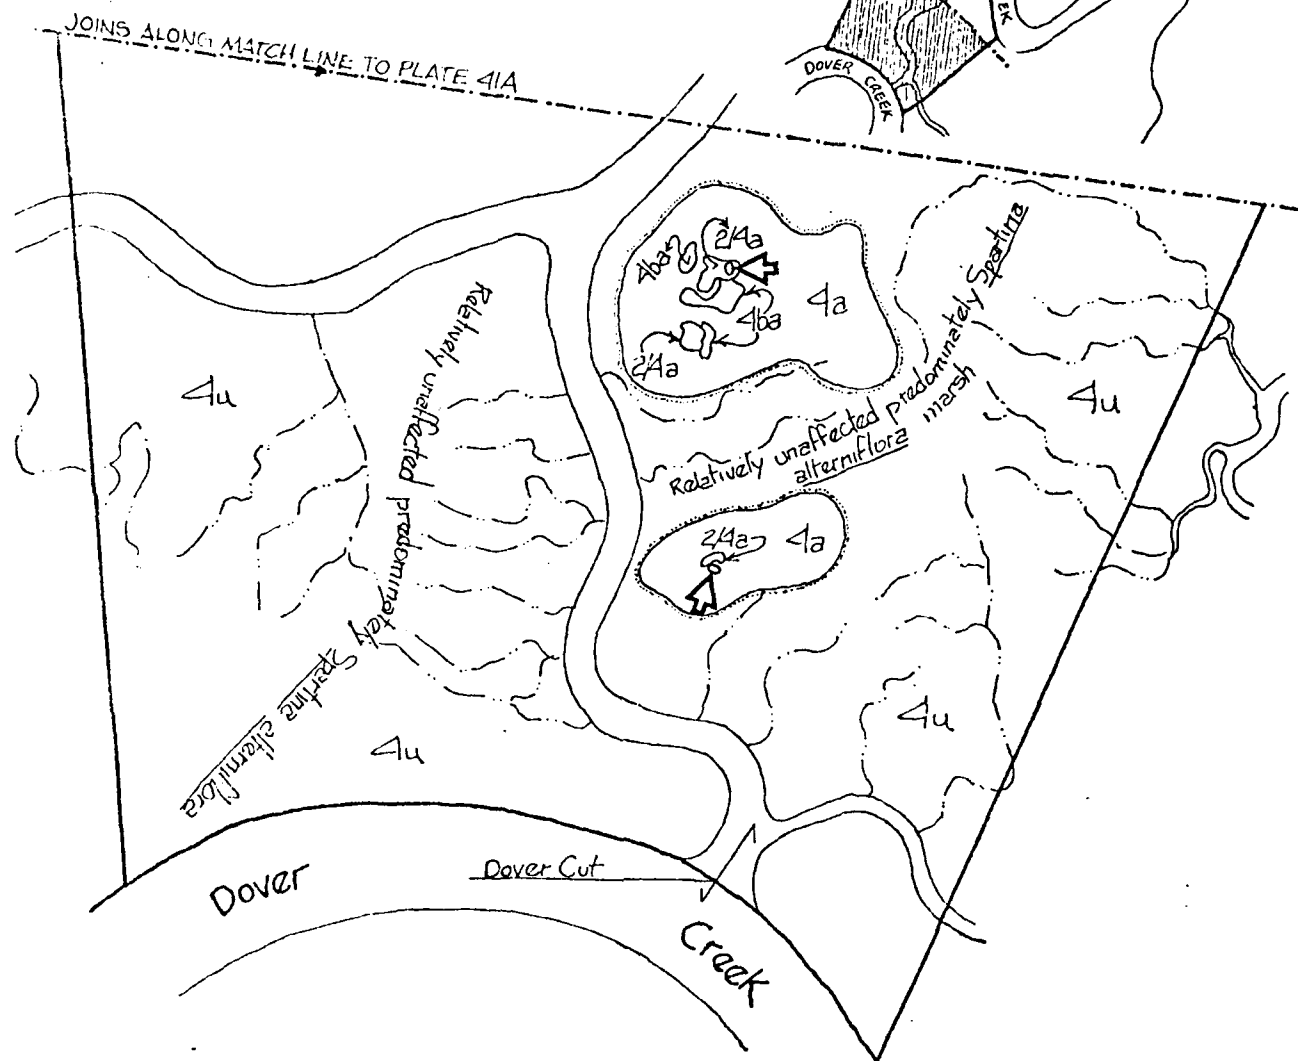 JOINS ALONG MATCH LINE TO PLATE 41A
DOVER CREEK
EK
2/4a
4ba
4a
4ba
2/4a
4u
Relatively unaffected predominately
Spartina alterniflora
Relatively unaffected predominately Spartina
alterniflora marsh
4u
2/4a
4a
4u
4u
Dover Cut
Dover
Creek